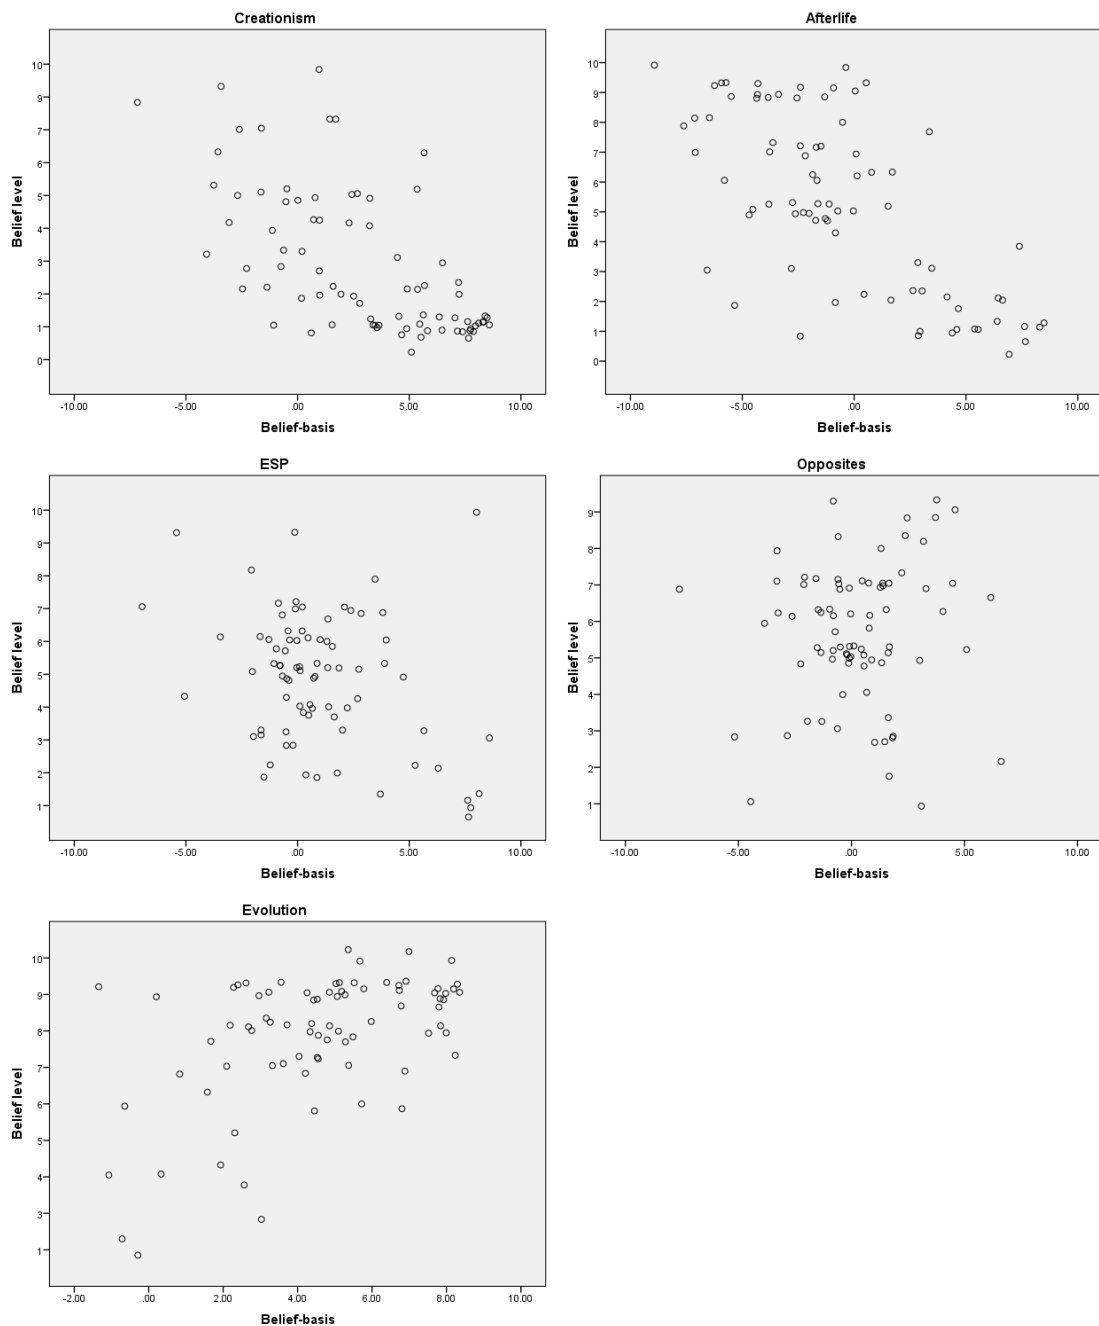 Creationism
Belief level
10
9
8
7
6
5
4
3
2
1
0
-10.00 -5.00 .00 5.00 10.00
Belief-basis
Afterlife
Belief level
10
9
8
7
6
5
4
3
2
1
0
-10.00 -5.00 .00 5.00 10.00
Belief-basis
ESP
Belief level
10
9
8
7
6
5
4
3
2
1
-10.00 -5.00 .00 5.00 10.00
Belief-basis
Opposites
Belief level
9
8
7
6
5
4
3
2
1
-10.00 -5.00 .00 5.00 10.00
Belief-basis
Evolution
Belief level
10
9
8
7
6
5
4
3
1
-2.00 .00 2.00 4.00 6.00 8.00 10.00
Belief-basis